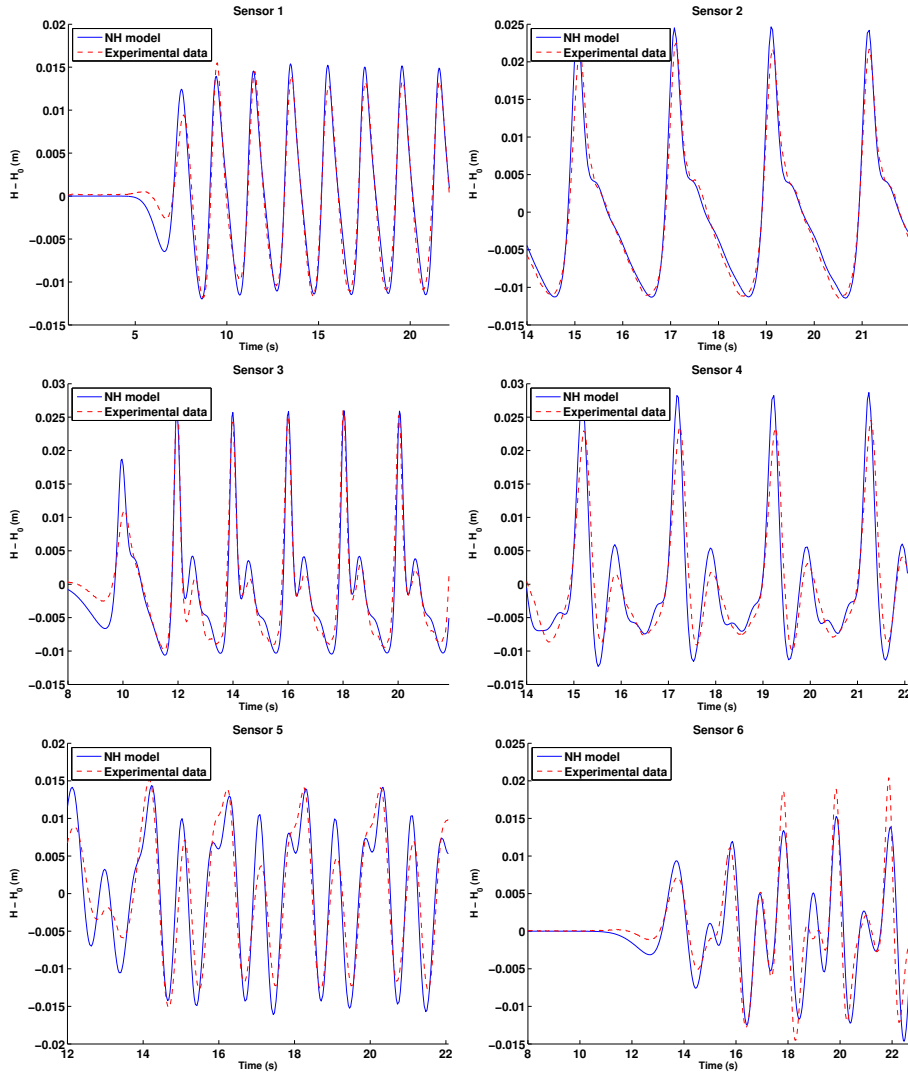 Sensor 1
NH model
Experimental data
H − H0 (m)
0.02
0.015
0.01
0.005
0
−0.005
−0.01
−0.015
5 10 15 20
Time (s)
Sensor 2
NH model
Experimental data
H − H0 (m)
0.025
0.02
0.015
0.01
0.005
0
−0.005
−0.01
−0.015
14 15 16 17 18 19 20 21
Time (s)
Sensor 3
NH model
Experimental data
H − H0 (m)
0.03
0.025
0.02
0.015
0.01
0.005
0
−0.005
−0.01
−0.015
8 10 12 14 16 18 20
Time (s)
Sensor 4
NH model
Experimental data
H − H0 (m)
0.03
0.025
0.02
0.015
0.01
0.005
0
−0.005
−0.01
−0.015
14 15 16 17 18 19 20 21 22
Time (s)
Sensor 5
NH model
Experimental data
H − H0 (m)
0.02
0.015
0.01
0.005
0
−0.005
−0.01
−0.015
−0.02
12 14 16 18 20 22
Time (s)
Sensor 6
NH model
Experimental data
H − H0 (m)
0.025
0.02
0.015
0.01
0.005
0
−0.005
−0.01
−0.015
8 10 12 14 16 18 20 22
Time (s)